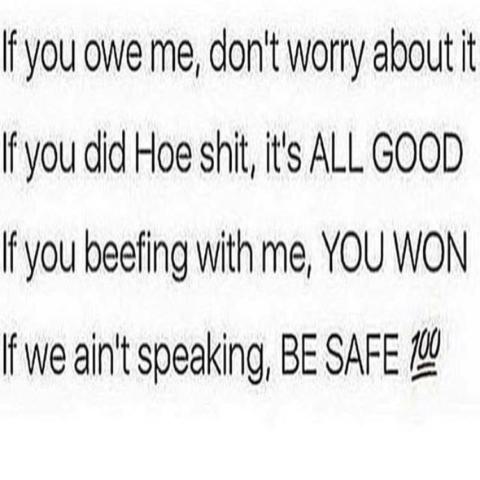 If you owe me, don't worry about it
If you did Hoe shit, it's ALL GOOD
If you beefing with me, YOU WON
If we ain't speaking, BE SAFE 💯